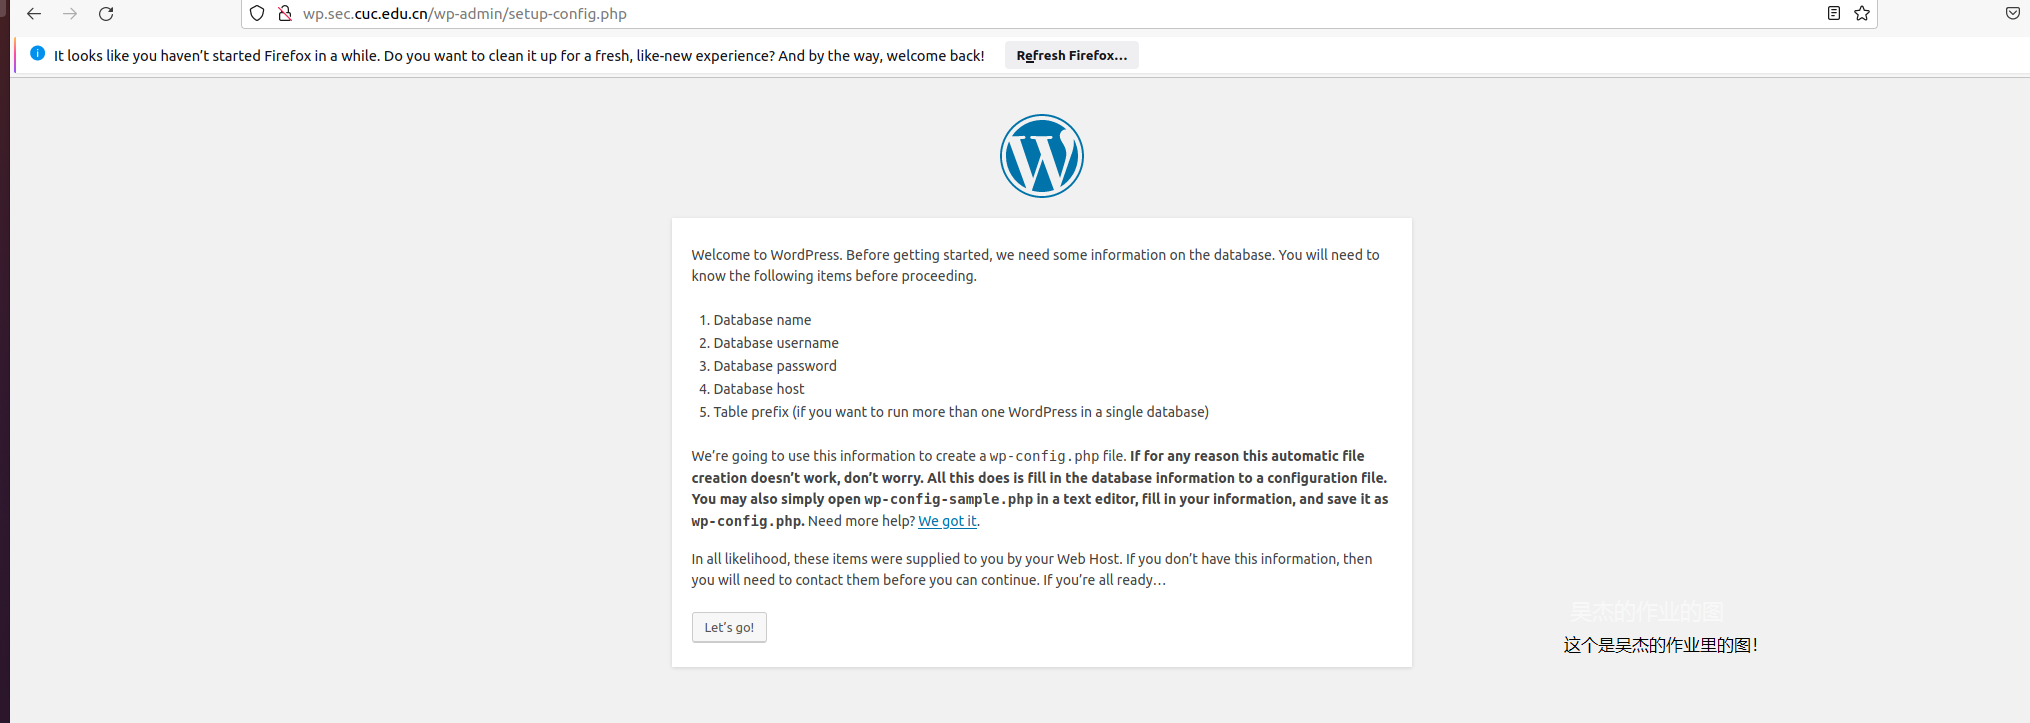 wp.sec.cuc.edu.cn/wp-admin/setup-config.php
It looks like you haven’t started Firefox in a while. Do you want to clean it up for a fresh, like-new experience? And by the way, welcome back! Refresh Firefox…
Welcome to WordPress. Before getting started, we need some information on the database. You will need to
know the following items before proceeding.
1. Database name
2. Database username
3. Database password
4. Database host
5. Table prefix (if you want to run more than one WordPress in a single database)
We’re going to use this information to create a wp-config.php file. If for any reason this automatic file
creation doesn’t work, don’t worry. All this does is fill in the database information to a configuration file.
You may also simply open wp-config-sample.php in a text editor, fill in your information, and save it as
wp-config.php. Need more help? We got it.
In all likelihood, these items were supplied to you by your Web Host. If you don’t have this information, then
you will need to contact them before you can continue. If you’re all ready…
Let’s go!
吴杰的作业的图
这个是吴杰的作业里的图！